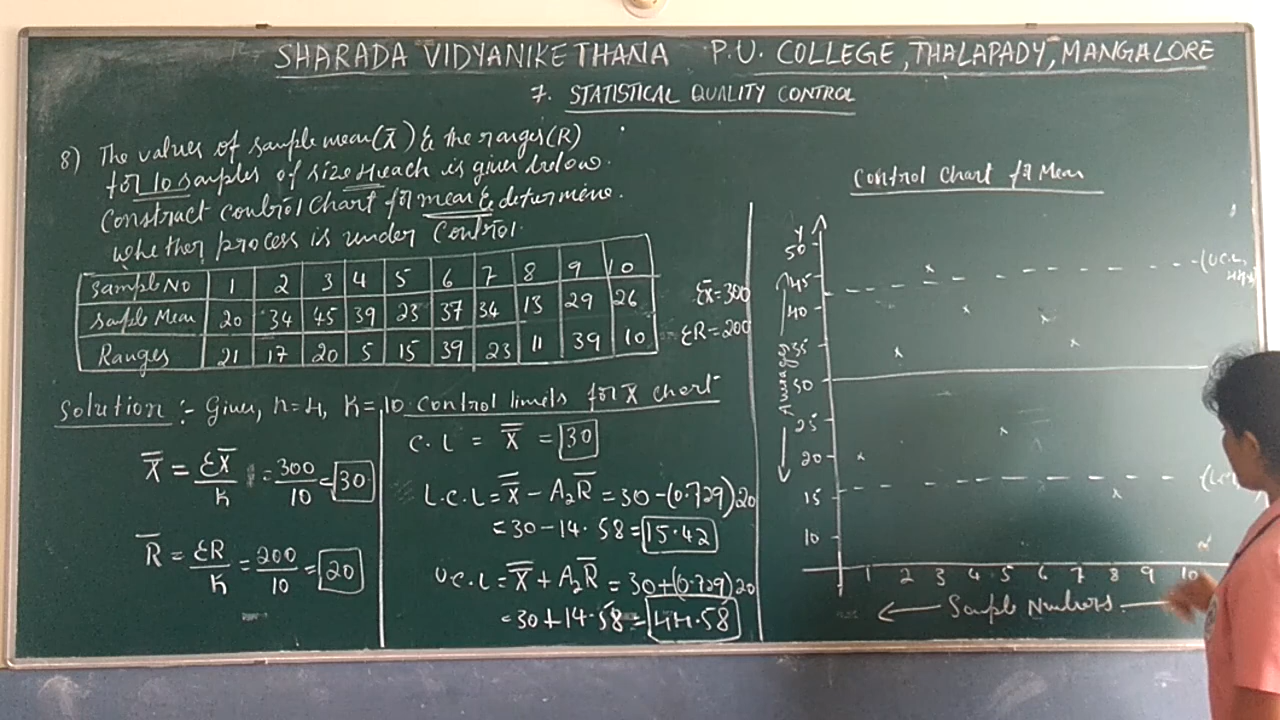 SHARADA VIDYANIKETHANA P.U. COLLEGE, THALAPADY, MANGALORE
7. STATISTICAL QUALITY CONTROL
8) The values of sample mean (X̄) & the ranges (R)
for 10 samples of size 4 each is given below.
Construct Control Chart for mean & determine
whether process is under Control.
Sample No 1 2 3 4 5 6 7 8 9 10
Saple Mean 20 34 45 39 23 37 34 13 29 26
Ranges 21 17 20 5 15 39 23 11 39 10
ΣX̄ = 300
ΣR = 200
Solution :- Given, n=4, K=10
X̿ = ΣX̄/k = 300/10 = 30
R̄ = ΣR/k = 200/10 = 20
Control limits for X̄ chart
C.L = X̿ = 30
L.C.L = X̿ - A₂R̄ = 30-(0.729)20
= 30-14.58 = 15.42
U.C.L = X̿ + A₂R̄ = 30+(0.729)20
= 30+14.58 = 44.58
Control Chart for Mean
Y
50
45
40
35
30
25
20
15
10
Average
(U.C.L
1 2 3 4 5 6 7 8 9 10
Sample Numbers